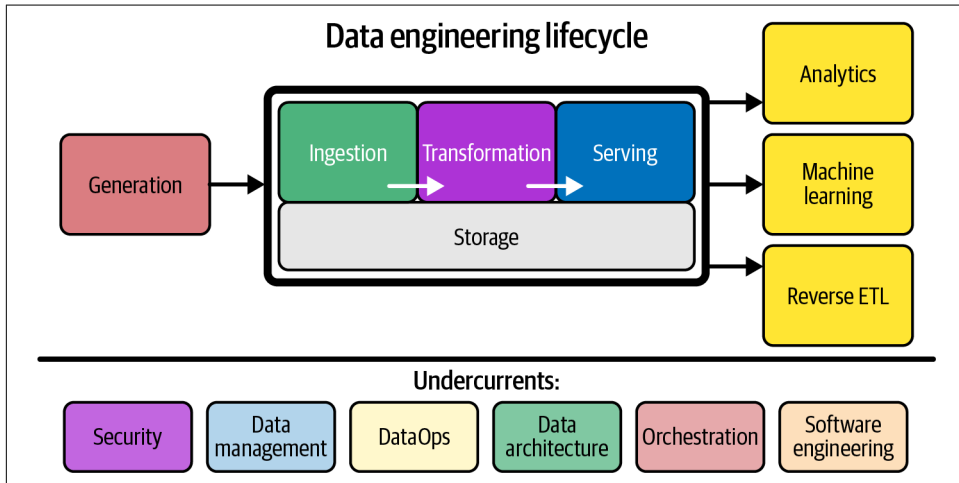 Data engineering lifecycle
Generation
Ingestion
Transformation
Serving
Storage
Analytics
Machine
learning
Reverse ETL
Undercurrents:
Security
Data
management
DataOps
Data
architecture
Orchestration
Software
engineering